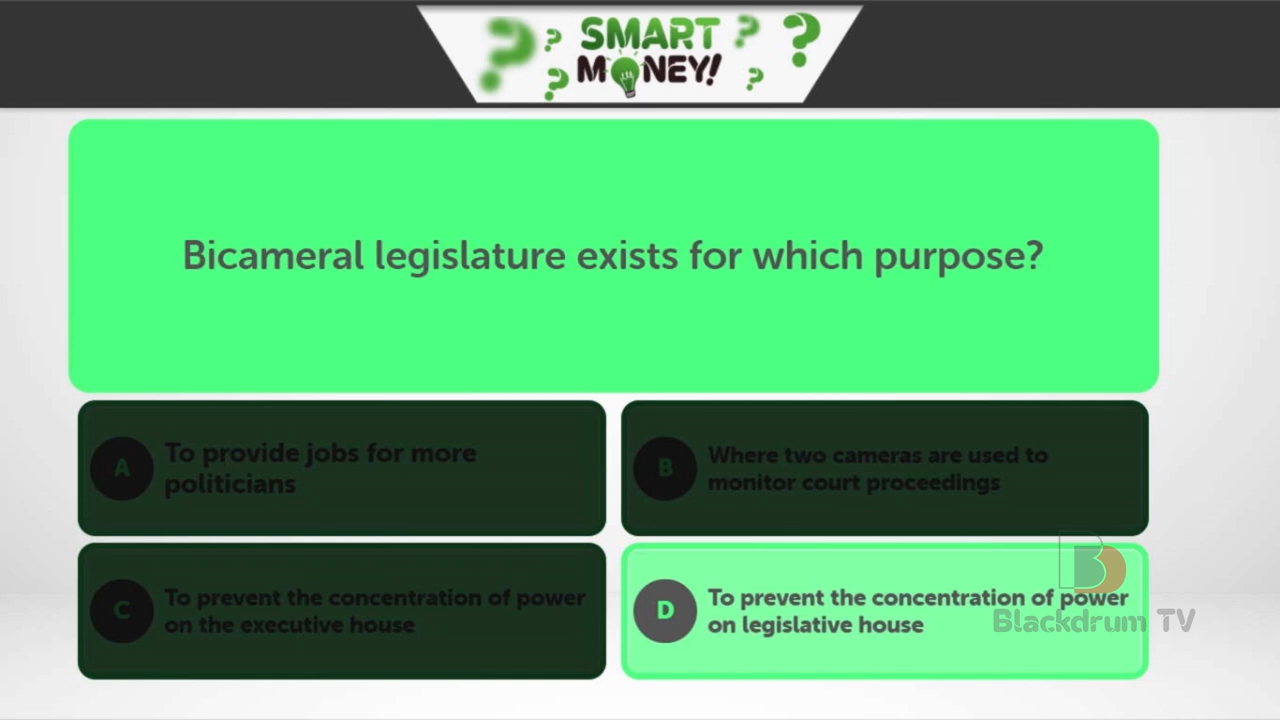 SMART
MONEY!
Bicameral legislature exists for which purpose?
A
To provide jobs for more
politicians
B
Where two cameras are used to
monitor court proceedings
C
To prevent the concentration of power
on the executive house
D
To prevent the concentration of power
on legislative house
B
Blackdrum TV